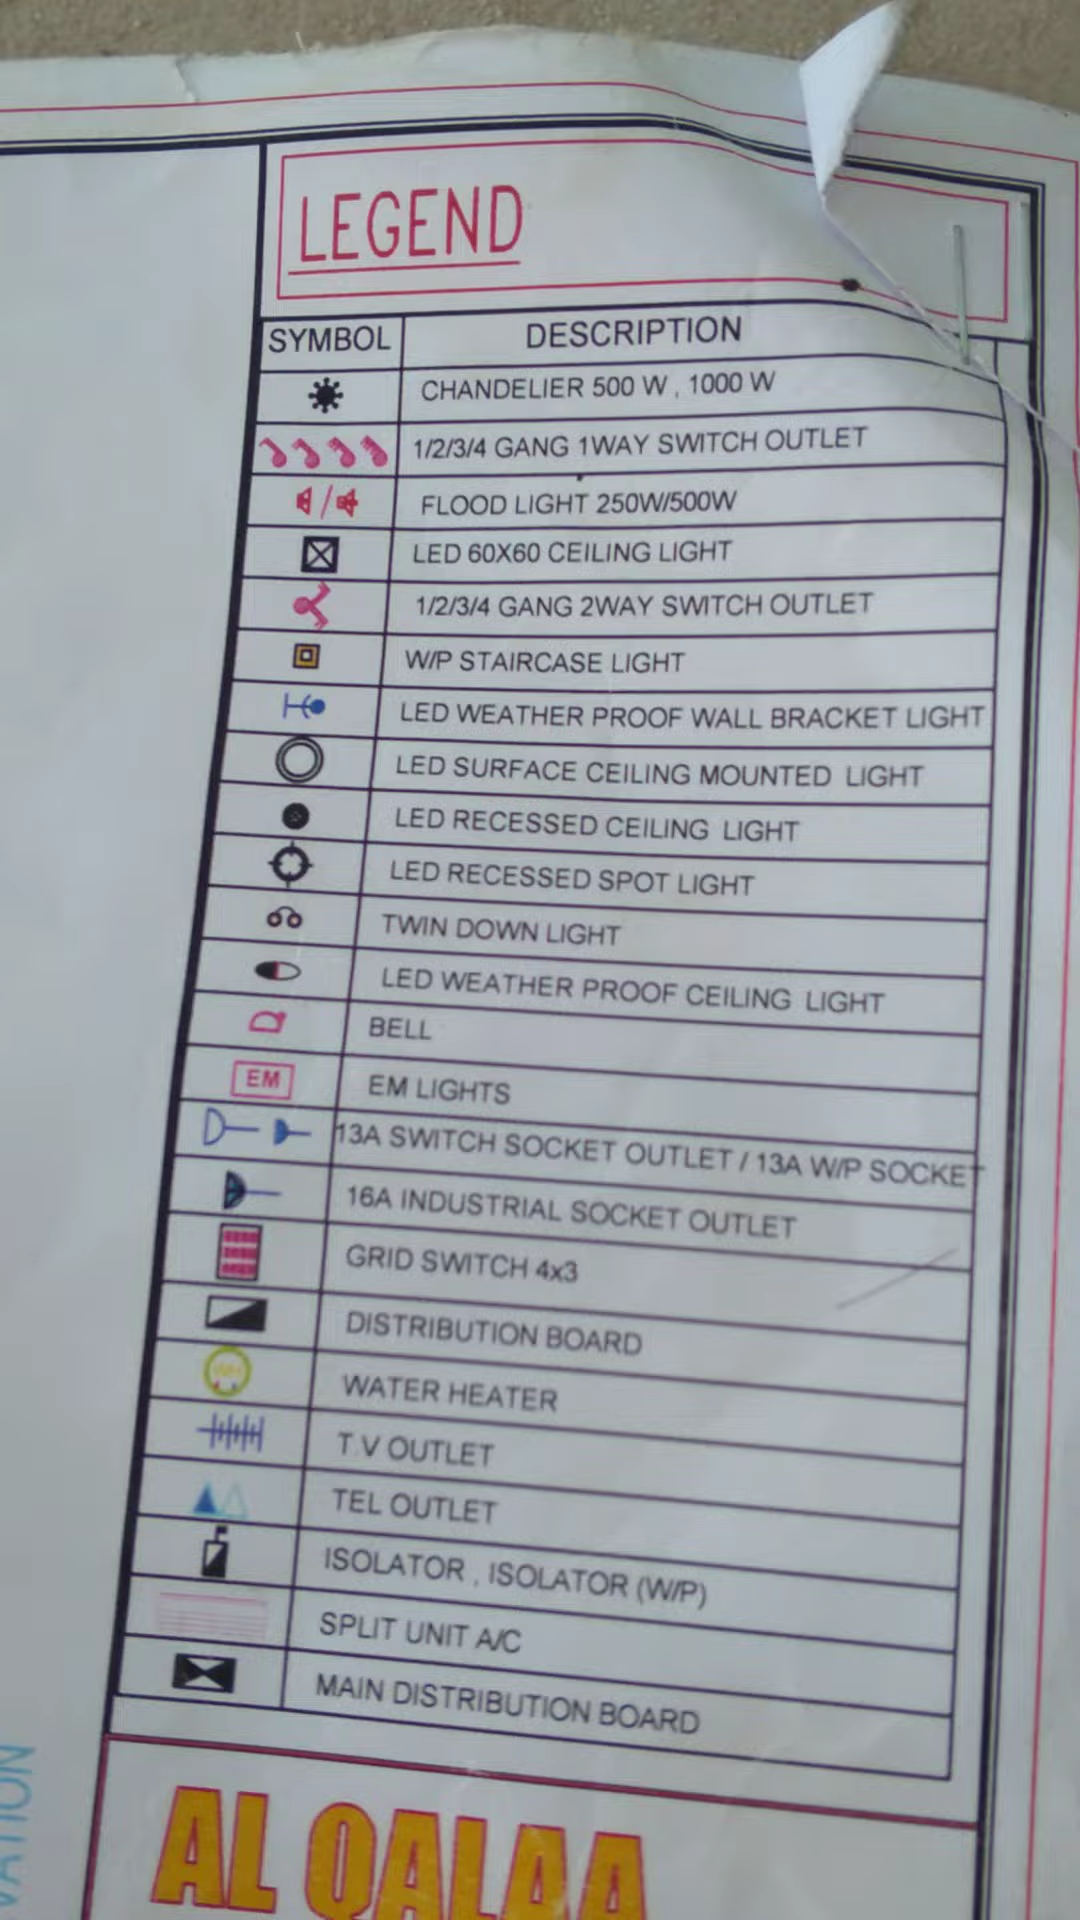 LEGEND
SYMBOL DESCRIPTION
CHANDELIER 500 W , 1000 W
1/2/3/4 GANG 1WAY SWITCH OUTLET
FLOOD LIGHT 250W/500W
LED 60X60 CEILING LIGHT
1/2/3/4 GANG 2WAY SWITCH OUTLET
W/P STAIRCASE LIGHT
LED WEATHER PROOF WALL BRACKET LIGHT
LED SURFACE CEILING MOUNTED LIGHT
LED RECESSED CEILING LIGHT
LED RECESSED SPOT LIGHT
TWIN DOWN LIGHT
LED WEATHER PROOF CEILING LIGHT
BELL
EM EM LIGHTS
13A SWITCH SOCKET OUTLET / 13A W/P SOCKET
16A INDUSTRIAL SOCKET OUTLET
GRID SWITCH 4x3
DISTRIBUTION BOARD
WH WATER HEATER
T.V OUTLET
TEL OUTLET
ISOLATOR , ISOLATOR (W/P)
SPLIT UNIT A/C
MAIN DISTRIBUTION BOARD
AL QALAA